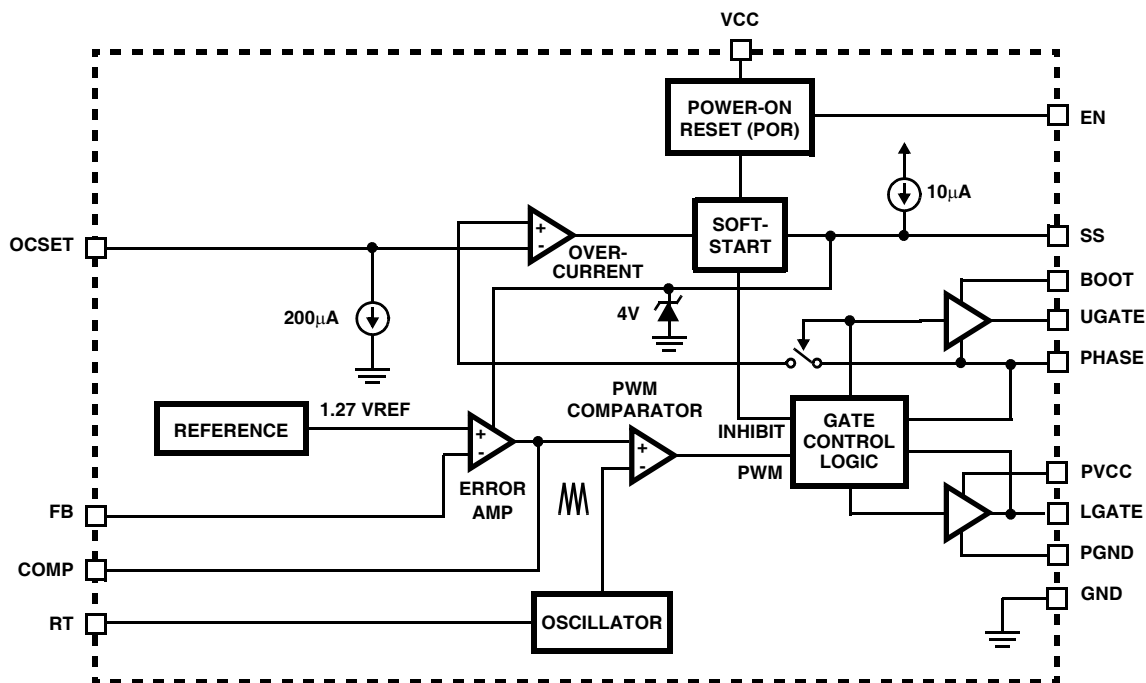 VCC
POWER-ON
RESET (POR)
EN
10μA
OCSET
+
-
SOFT-
START
SS
OVER-
CURRENT
BOOT
200μA
4V
UGATE
PHASE
PWM
COMPARATOR
1.27 VREF
REFERENCE
+
-
+
-
INHIBIT
GATE
CONTROL
LOGIC
PWM
ERROR
AMP
PVCC
FB
LGATE
COMP
PGND
GND
RT
OSCILLATOR